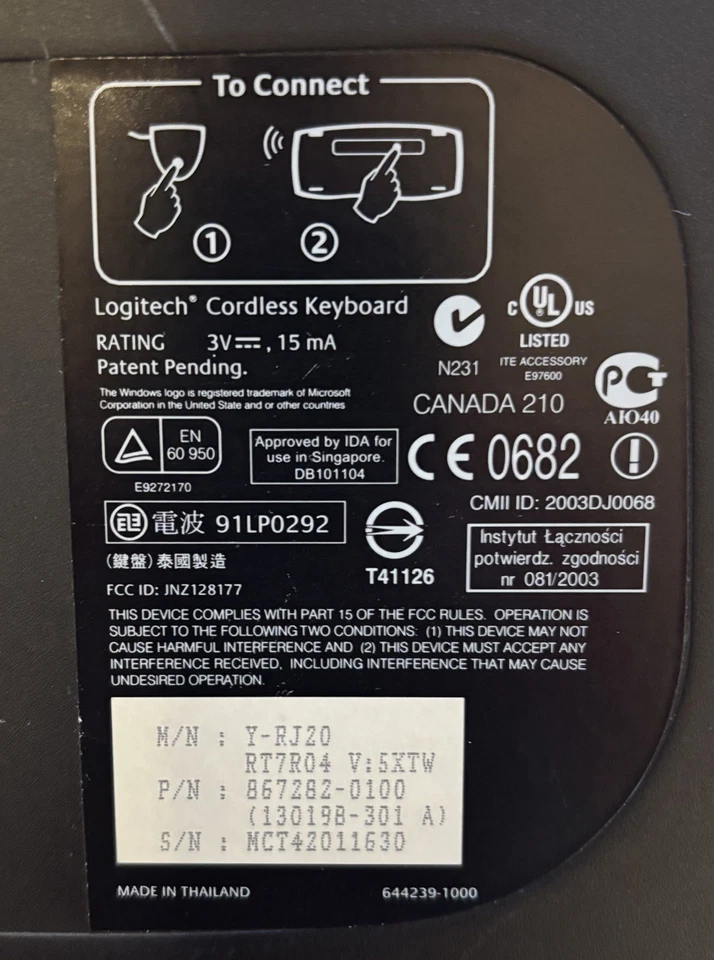 To Connect
1 2
Logitech® Cordless Keyboard
RATING 3V⎓, 15 mA
Patent Pending.
The Windows logo is registered trademark of Microsoft
Corporation in the United State and or other countries
N231
C UL US
LISTED
ITE ACCESSORY
E97600
PCT
АІО40
CANADA 210
EN
60 950
E9272170
Approved by IDA for
use in Singapore.
DB101104
CE 0682 !
CMII ID: 2003DJ0068
電波 91LP0292
(鍵盤)泰國製造
T41126
Instytut Łączności
potwierdz. zgodności
nr 081/2003
FCC ID: JNZ128177
THIS DEVICE COMPLIES WITH PART 15 OF THE FCC RULES. OPERATION IS
SUBJECT TO THE FOLLOWING TWO CONDITIONS: (1) THIS DEVICE MAY NOT
CAUSE HARMFUL INTERFERENCE AND (2) THIS DEVICE MUST ACCEPT ANY
INTERFERENCE RECEIVED, INCLUDING INTERFERENCE THAT MAY CAUSE
UNDESIRED OPERATION.
M/N : Y-RJ20
RT7R04 V:5XTW
P/N : 867282-0100
(13019B-301 A)
S/N : MCT42011630
MADE IN THAILAND 644239-1000